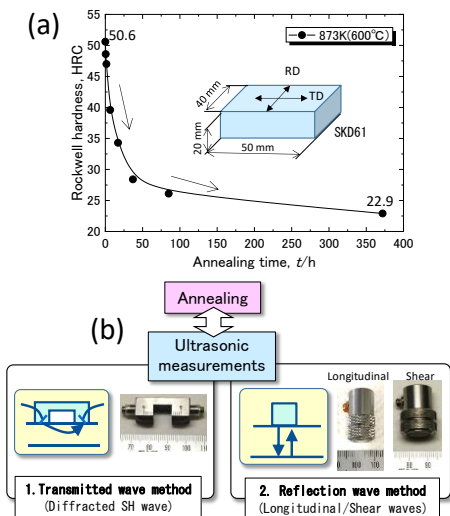 (a)
50.6
873K(600℃)
RD
TD
40 mm
20 mm
50 mm
SKD61
22.9
Rockwell hardness, HRC
55
50
45
40
35
30
25
20
0 50 100 150 200 250 300 350 400
Annealing time, t/h
Annealing
(b)
Ultrasonic
measurements
Longitudinal Shear
1.Transmitted wave method
(Diffracted SH wave)
2. Reflection wave methods
(Longitudinal/Shear waves)